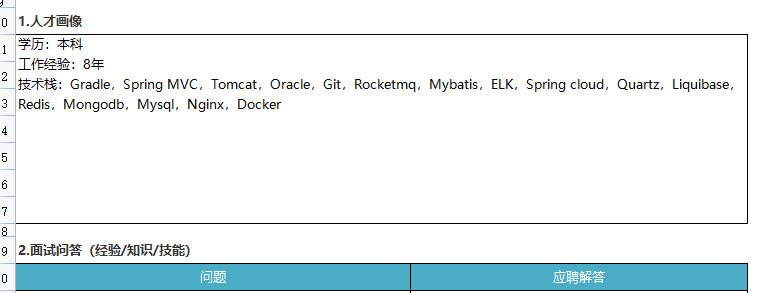 0 1.人才画像
1 学历：本科
工作经验：8年
2 技术栈：Gradle，Spring MVC，Tomcat，Oracle，Git，Rocketmq，Mybatis，ELK，Spring cloud，Quartz，Liquibase，
3 Redis，Mongodb，Mysql，Nginx，Docker
4
5
6
7
8
9 2.面试问答（经验/知识/技能）
0 问题 应聘解答